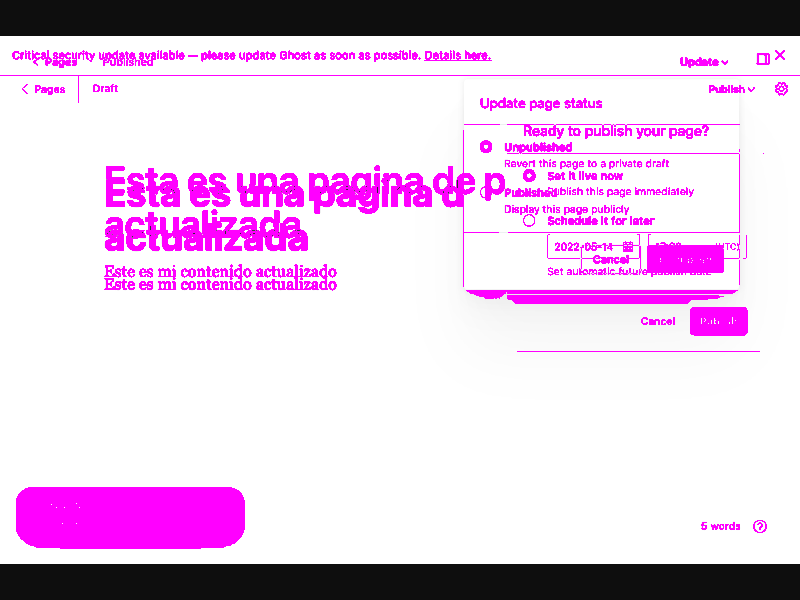 Critical security update available — please update Ghost as soon as possible. Details here.
Pages Published Update
Pages Draft Publish
Update page status
Ready to publish your page?
Unpublished
Revert this page to a private draft
Set it live now
Published
Publish this page immediately
Display this page publicly
Schedule it for later
2022-05-14 (UTC)
Cancel
Set automatic future publish date
Esta es una pagina de p
Esta es una pagina d
actualizada
actualizada
Este es mi contenido actualizado
Este es mi contenido actualizado
Cancel Publish
5 words